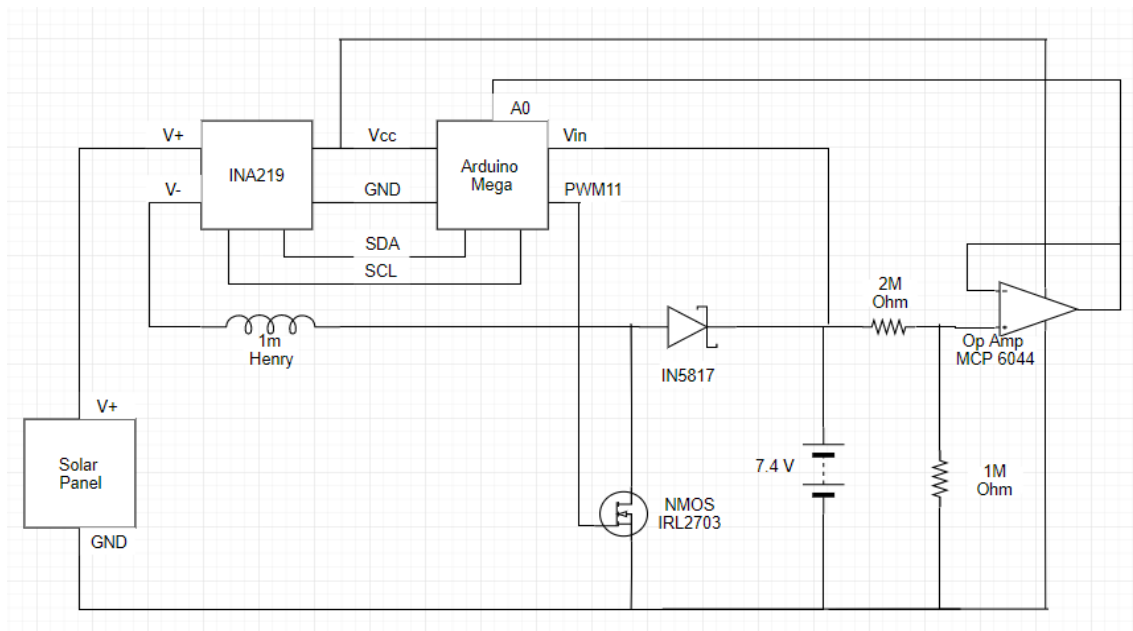 A0
V+
Vcc
Vin
INA219
Arduino
Mega
V-
GND
PWM11
SDA
SCL
2M
Ohm
1m
Henry
Op Amp
MCP 6044
IN5817
V+
Solar
Panel
7.4 V
1M
Ohm
NMOS
IRL2703
GND